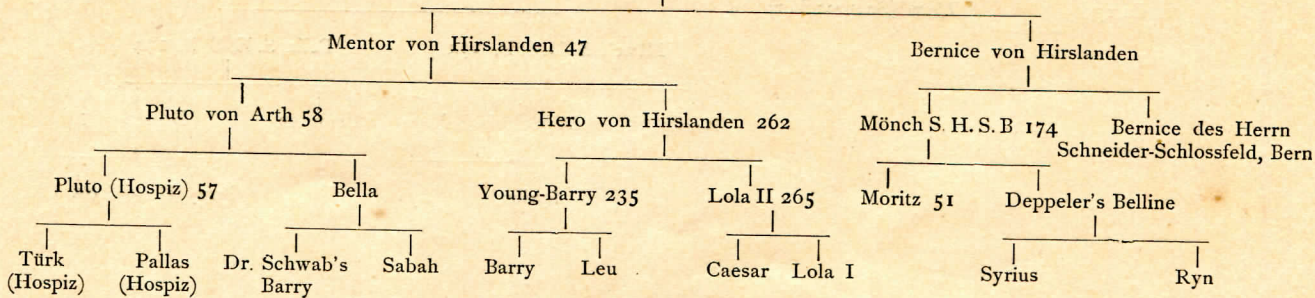 Mentor von Hirslanden 47
Bernice von Hirslanden
Pluto von Arth 58
Hero von Hirslanden 262
Mönch S. H. S. B 174
Bernice des Herrn
Schneider-Schlossfeld, Bern
Pluto (Hospiz) 57
Bella
Young-Barry 235
Lola II 265
Moritz 51
Deppeler's Belline
Türk
(Hospiz)
Pallas
(Hospiz)
Dr. Schwab's
Barry
Sabah
Barry
Leu
Caesar
Lola I
Syrius
Ryn